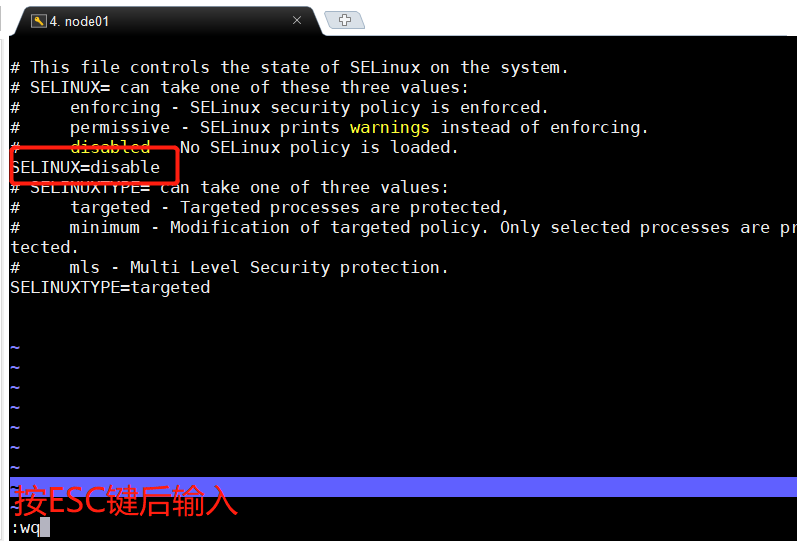 4. node01
# This file controls the state of SELinux on the system.
# SELINUX= can take one of these three values:
#     enforcing - SELinux security policy is enforced.
#     permissive - SELinux prints warnings instead of enforcing.
#     disabled - No SELinux policy is loaded.
SELINUX=disable
# SELINUXTYPE= can take one of three values:
#     targeted - Targeted processes are protected,
#     minimum - Modification of targeted policy. Only selected processes are pr
tected.
#     mls - Multi Level Security protection.
SELINUXTYPE=targeted
~
~
~
~
~
~
~
~
按ESC键后输入
~
:wq